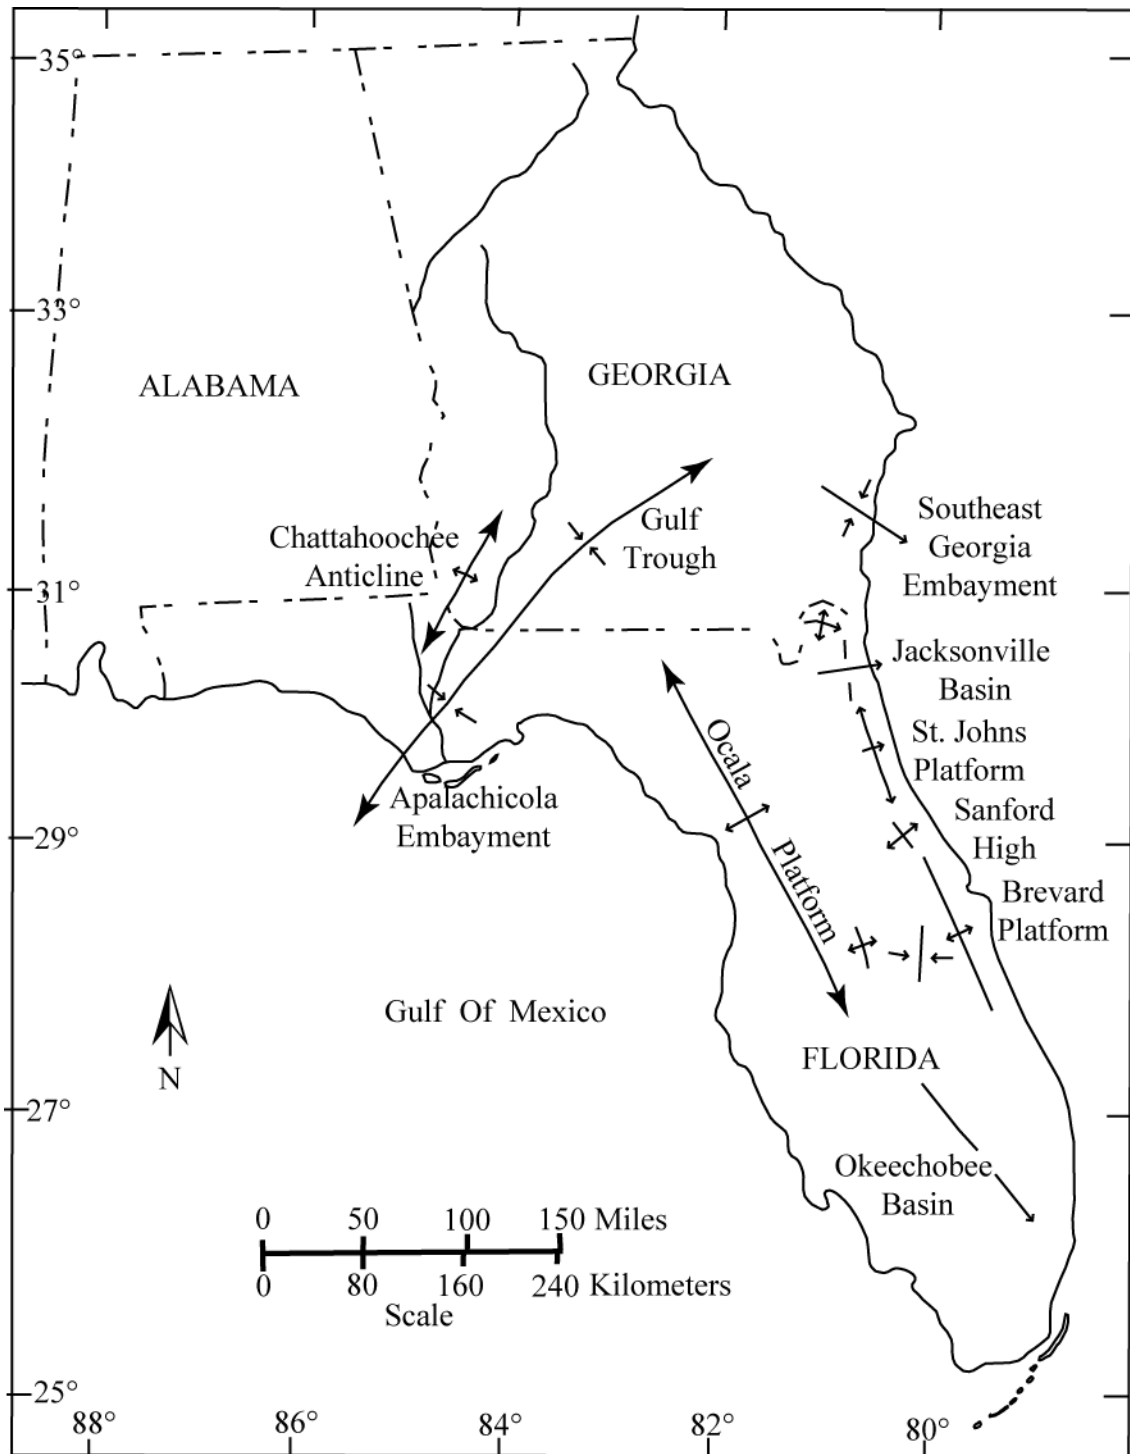 35°
33°
ALABAMA
GEORGIA
Chattahoochee
Anticline
Gulf
Trough
Southeast
Georgia
Embayment
31°
Jacksonville
Basin
St. Johns
Platform
Ocala
Platform
Apalachicola
Embayment
29°
Sanford
High
Brevard
Platform
Gulf Of Mexico
N
FLORIDA
27°
Okeechobee
Basin
0 50 100 150 Miles
0 80 160 240 Kilometers
Scale
25°
88° 86° 84° 82° 80°